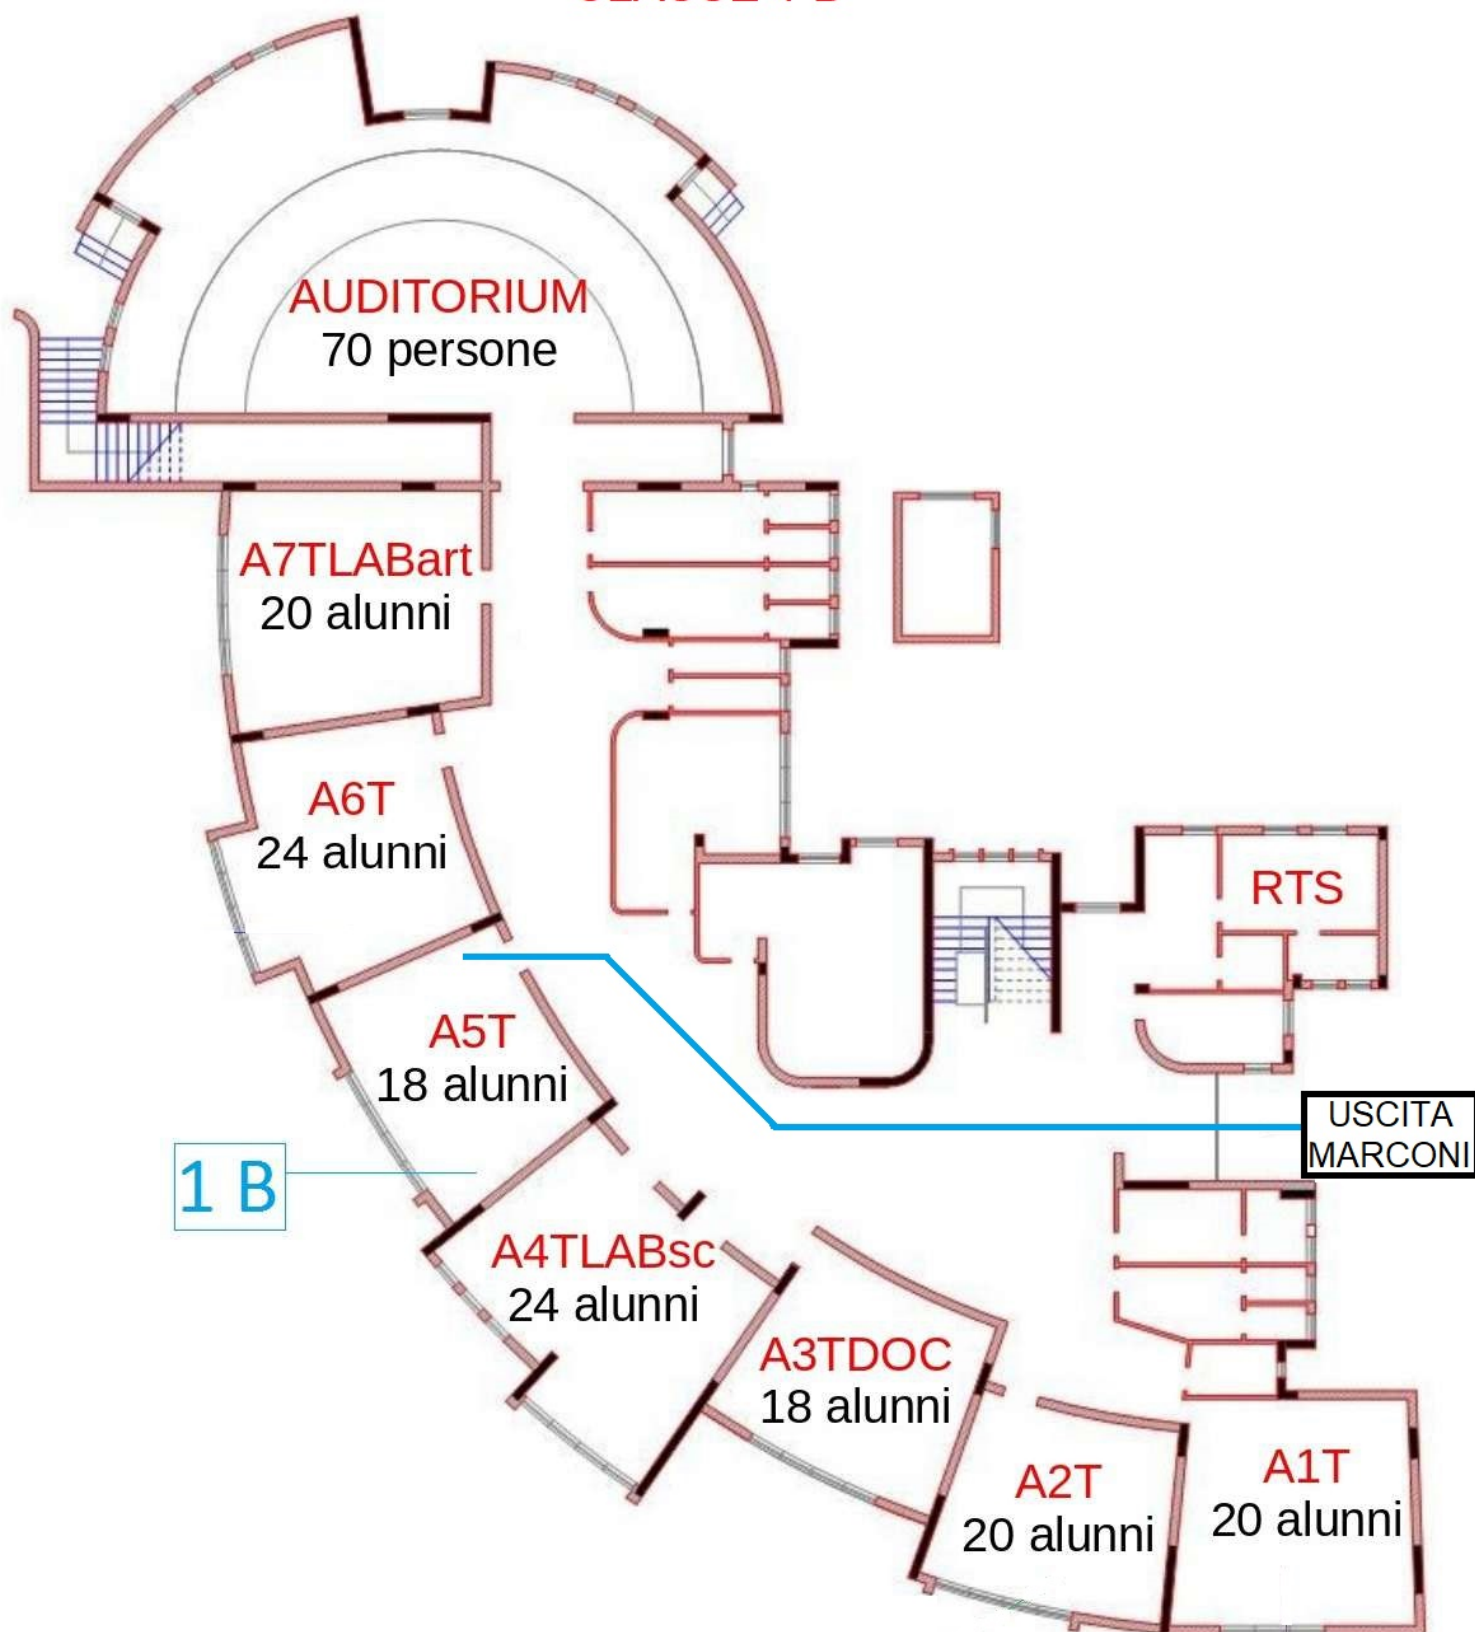 AUDITORIUM
70 persone
A7TLABart
20 alunni
A6T
24 alunni
RTS
A5T
18 alunni
USCITA
MARCONI
1 B
A4TLABsc
24 alunni
A3TDOC
18 alunni
A2T
20 alunni
A1T
20 alunni